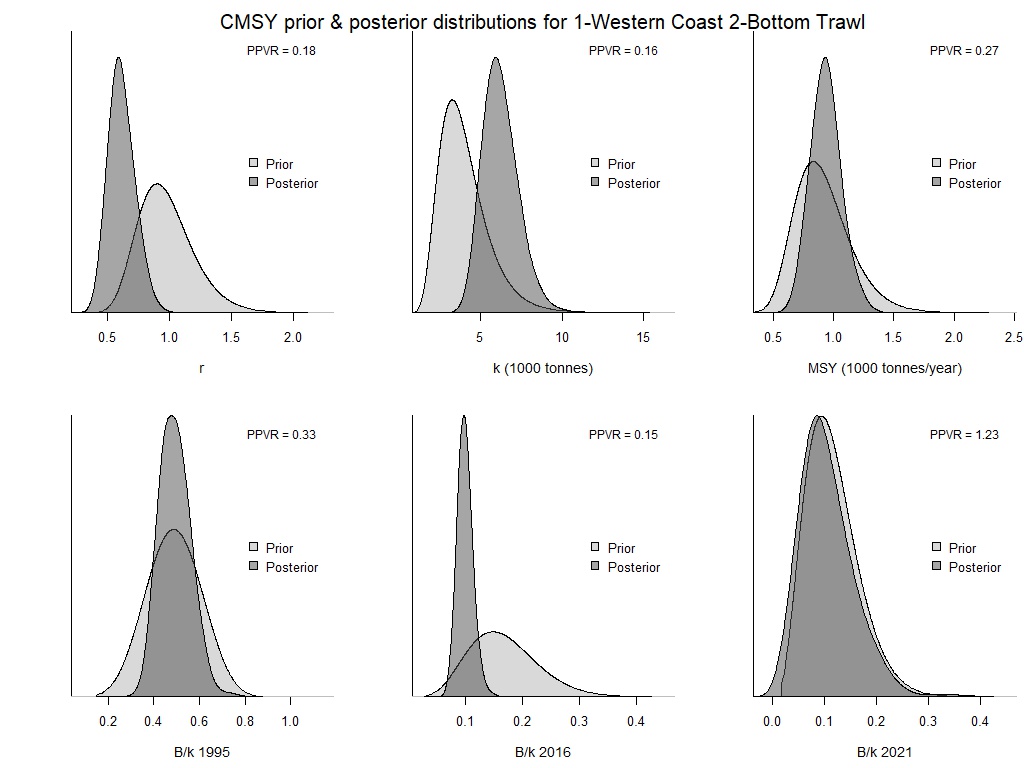 CMSY prior & posterior distributions for 1-Western Coast 2-Bottom Trawl
PPVR = 0.18
Prior
Posterior
0.5 1.0 1.5 2.0
r
PPVR = 0.16
Prior
Posterior
5 10 15
k (1000 tonnes)
PPVR = 0.27
Prior
Posterior
0.5 1.0 1.5 2.0 2.5
MSY (1000 tonnes/year)
PPVR = 0.33
Prior
Posterior
0.2 0.4 0.6 0.8 1.0
B/k 1995
PPVR = 0.15
Prior
Posterior
0.1 0.2 0.3 0.4
B/k 2016
PPVR = 1.23
Prior
Posterior
0.0 0.1 0.2 0.3 0.4
B/k 2021